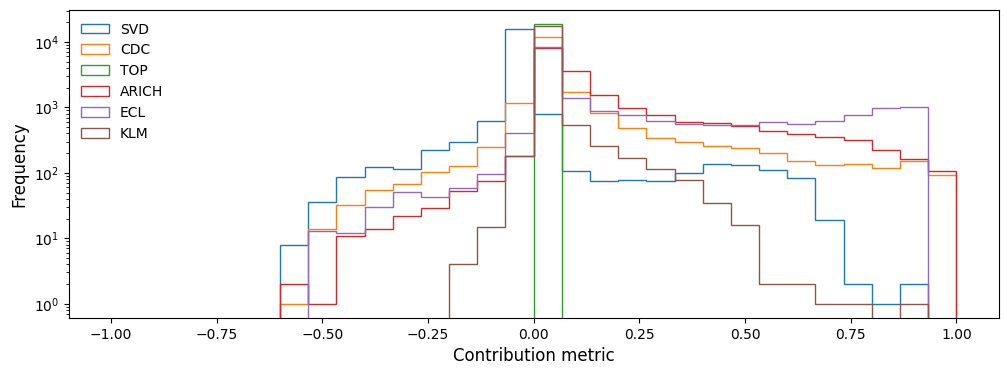 SVD
CDC
TOP
ARICH
ECL
KLM
Frequency
10⁴
10³
10²
10¹
10⁰
−1.00 −0.75 −0.50 −0.25 0.00 0.25 0.50 0.75 1.00
Contribution metric